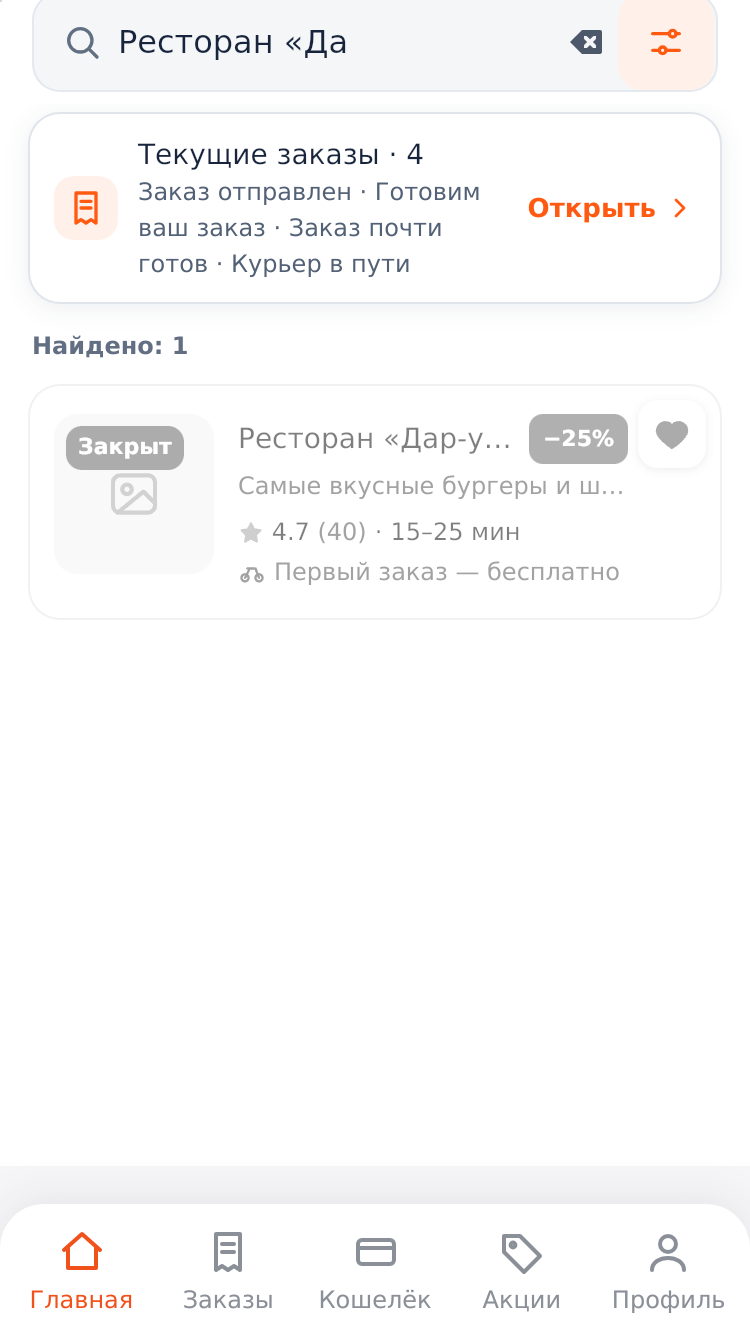 Ресторан «Да
Текущие заказы · 4
Заказ отправлен · Готовим
ваш заказ · Заказ почти
готов · Курьер в пути
Открыть
Найдено: 1
Закрыт
Ресторан «Дар-у…
−25%
Самые вкусные бургеры и ш…
4.7 (40) · 15–25 мин
Первый заказ — бесплатно
Главная
Заказы
Кошелёк
Акции
Профиль